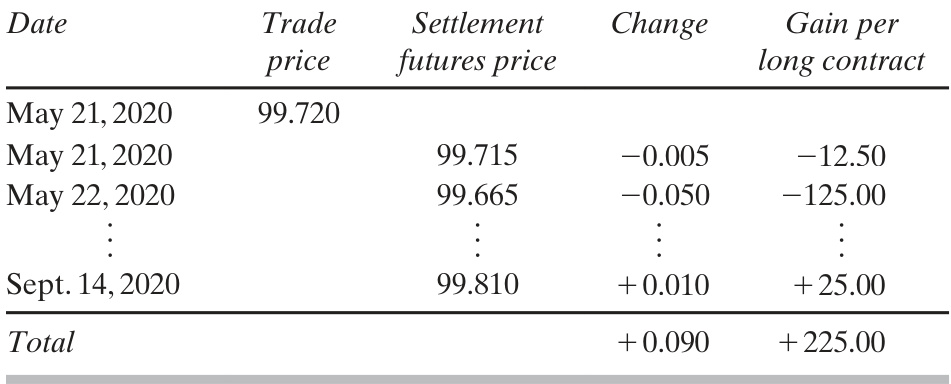 Date Trade price Settlement futures price Change Gain per long contract
May 21, 2020 99.720
May 21, 2020 99.715 −0.005 −12.50
May 22, 2020 99.665 −0.050 −125.00
⋮ ⋮ ⋮ ⋮
Sept. 14, 2020 99.810 +0.010 +25.00
Total +0.090 +225.00